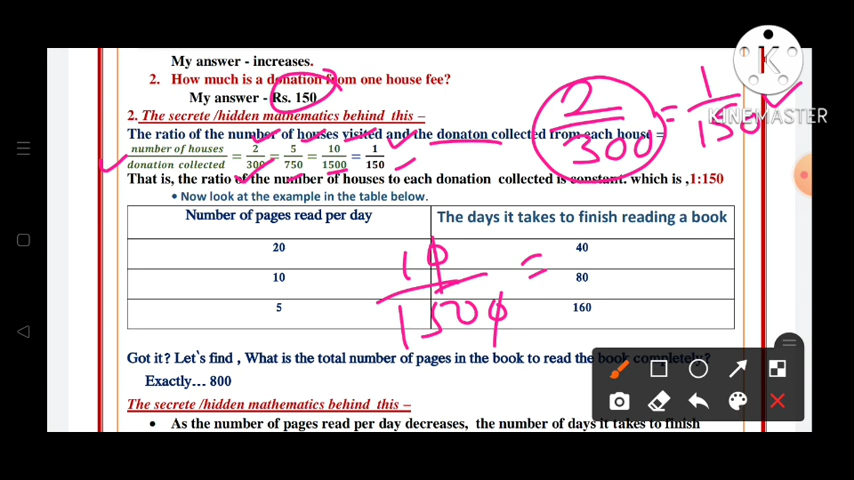 My answer - increases.
2. How much is a donation from one house fee?
My answer - Rs. 150
2. The secrete /hidden mathematics behind this –
The ratio of the number of houses visited and the donaton collected from each house =
number of houses / donation collected = 2/300 = 5/750 = 10/1500 = 1/150
That is, the ratio of the number of houses to each donation collected is constant. which is ,1:150
• Now look at the example in the table below.
Number of pages read per day The days it takes to finish reading a book
20 40
10 80
5 160
Got it? Let`s find , What is the total number of pages in the book to read the book completely?
Exactly... 800
The secrete /hidden mathematics behind this –
• As the number of pages read per day decreases, the number of days it takes to finish
2/300 = 1/150
10/1500 =
K
KINEMASTER